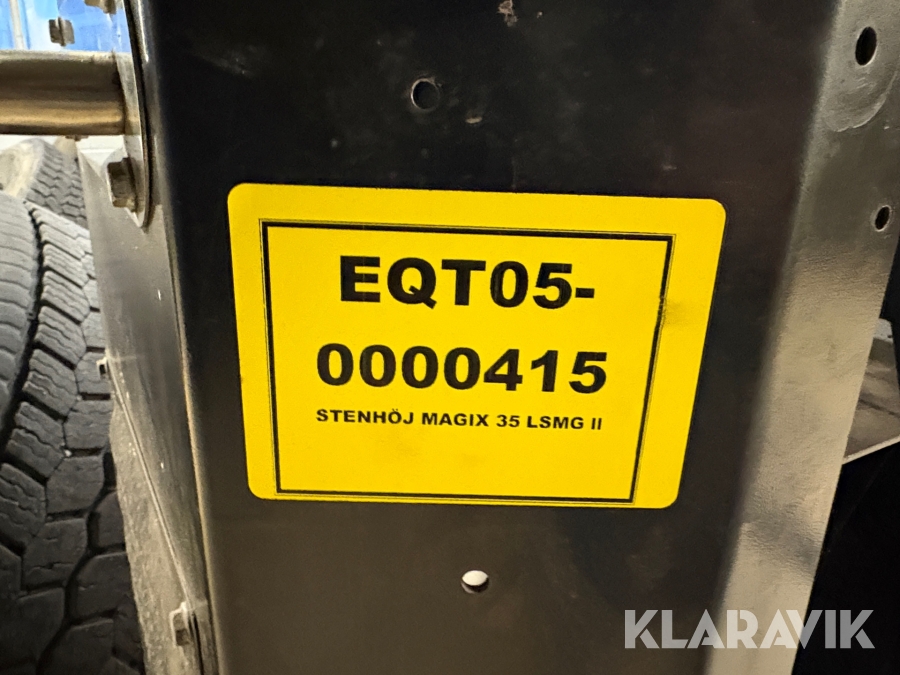 EQT05-
0000415
STENHÖJ MAGIX 35 LSMG II
KLARAVIK